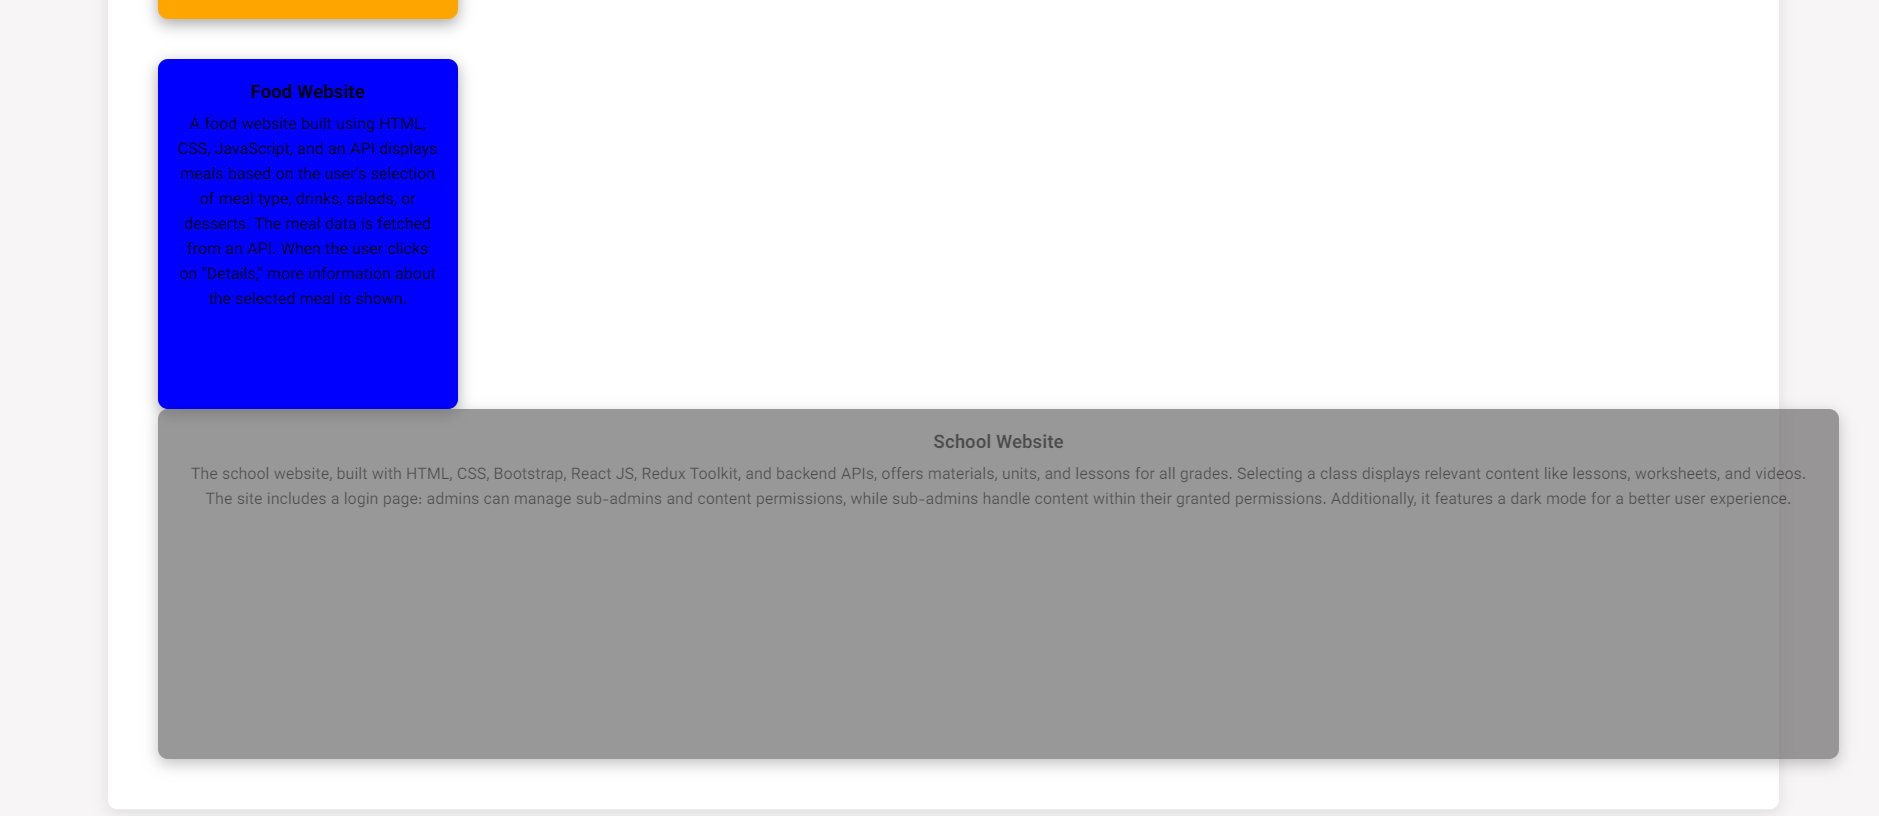 Food Website
A food website built using HTML,
CSS, JavaScript, and an API displays
meals based on the user's selection
of meal type, drinks, salads, or
desserts. The meal data is fetched
from an API. When the user clicks
on "Details," more information about
the selected meal is shown.
School Website
The school website, built with HTML, CSS, Bootstrap, React JS, Redux Toolkit, and backend APIs, offers materials, units, and lessons for all grades. Selecting a class displays relevant content like lessons, worksheets, and videos.
The site includes a login page: admins can manage sub-admins and content permissions, while sub-admins handle content within their granted permissions. Additionally, it features a dark mode for a better user experience.